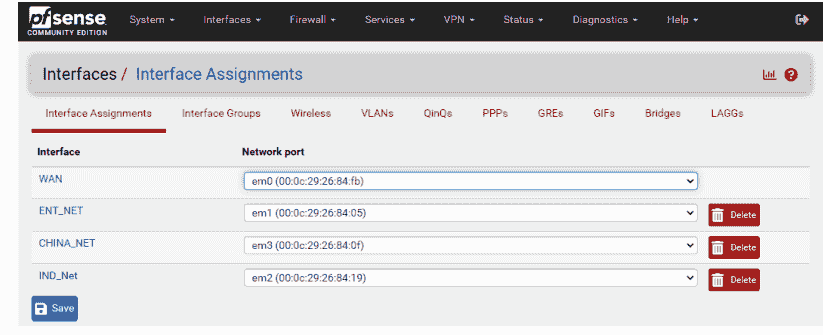 pfsense System Interfaces Firewall Services VPN Status Diagnostics Help
COMMUNITY EDITION
Interfaces / Interface Assignments
Interface Assignments Interface Groups Wireless VLANs QinQs PPPs GREs GIFs Bridges LAGGs
Interface Network port
WAN em0 (00:0c:29:26:84:fb)
ENT_NET em1 (00:0c:29:26:84:05) Delete
CHINA_NET em3 (00:0c:29:26:84:0f) Delete
IND_Net em2 (00:0c:29:26:84:19) Delete
Save